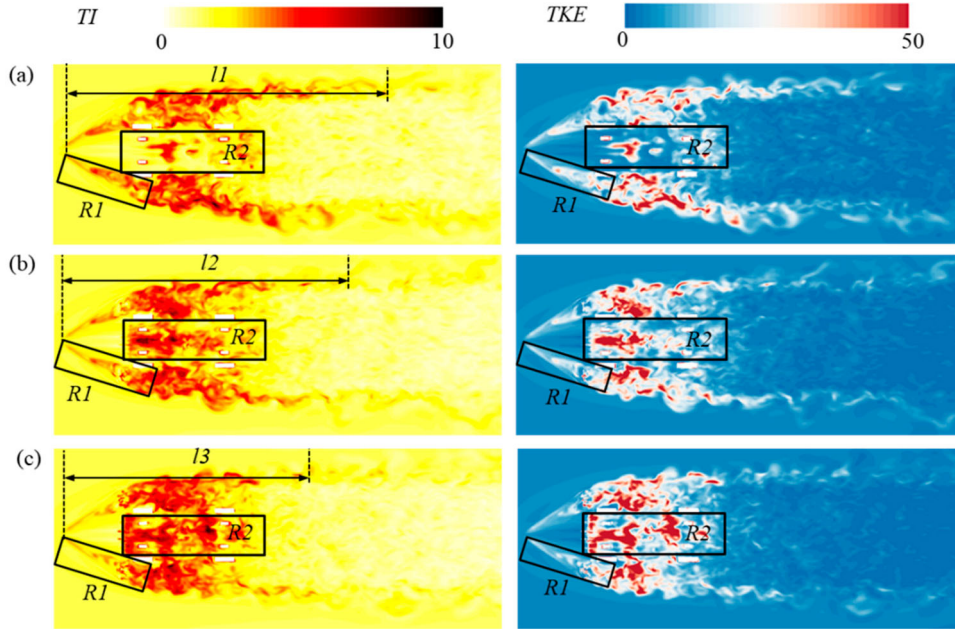 TI TKE
0 10 0 50
(a) l1
R2 R2
R1 R1
(b) l2
R2 R2
R1 R1
(c) l3
R2 R2
R1 R1